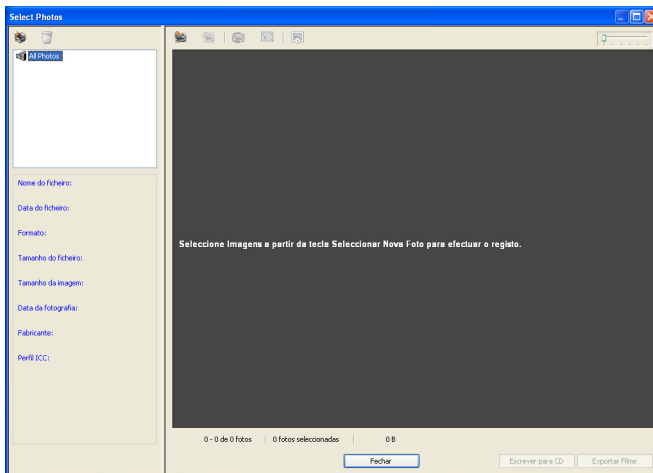 Select Photos
All Photos
Nome do ficheiro:
Data do ficheiro:
Formato:
Tamanho do ficheiro:
Tamanho da imagem:
Data da fotografia:
Fabricante:
Perfil ICC:
Seleccione Imagens a partir da tecla Seleccionar Nova Foto para efectuar o registo.
0 - 0 de 0 fotos 0 fotos seleccionadas 0 B
Fechar Escrever para CD Exportar Filme